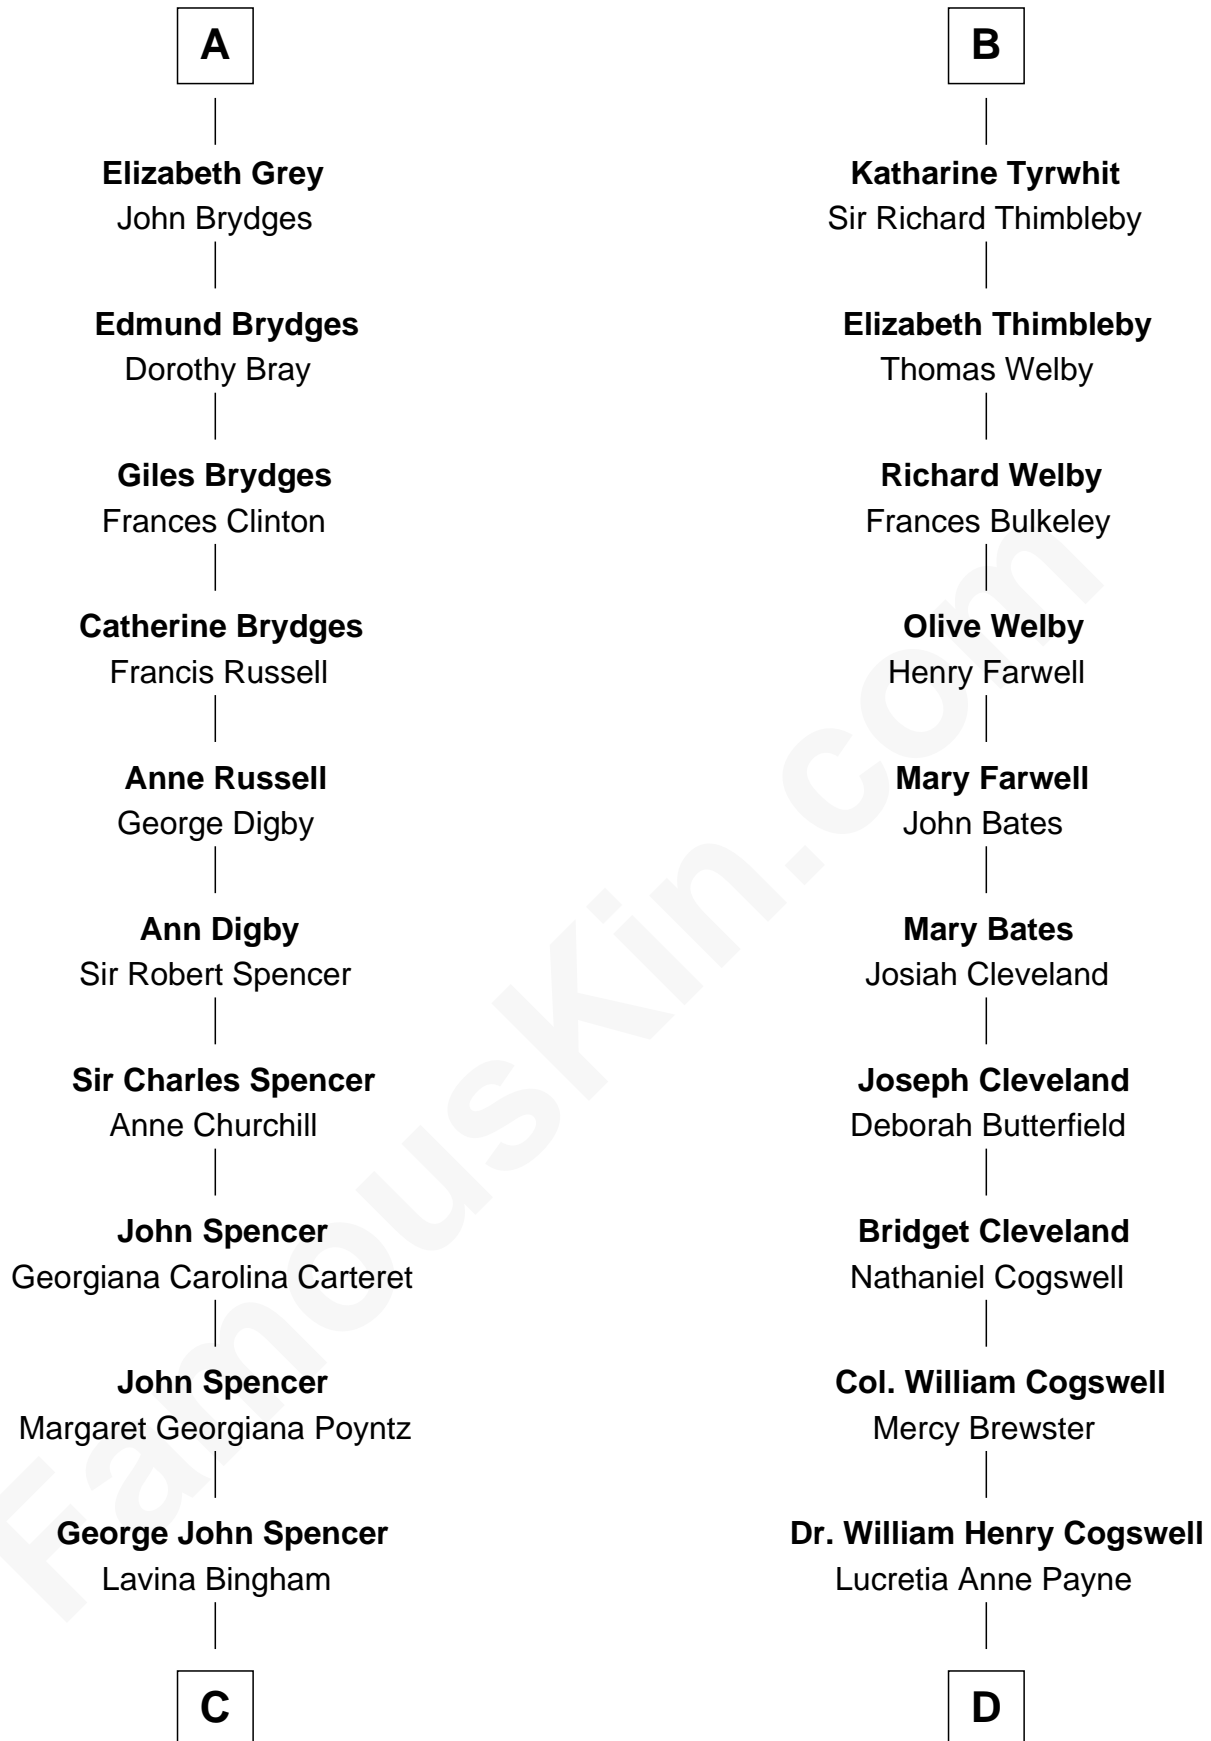 A
Elizabeth Grey
John Brydges
Edmund Brydges
Dorothy Bray
Giles Brydges
Frances Clinton
Catherine Brydges
Francis Russell
Anne Russell
George Digby
Ann Digby
Sir Robert Spencer
Sir Charles Spencer
Anne Churchill
John Spencer
Georgiana Carolina Carteret
John Spencer
Margaret Georgiana Poyntz
George John Spencer
Lavina Bingham
C
B
Katharine Tyrwhit
Sir Richard Thimbleby
Elizabeth Thimbleby
Thomas Welby
Richard Welby
Frances Bulkeley
Olive Welby
Henry Farwell
Mary Farwell
John Bates
Mary Bates
Josiah Cleveland
Joseph Cleveland
Deborah Butterfield
Bridget Cleveland
Nathaniel Cogswell
Col. William Cogswell
Mercy Brewster
Dr. William Henry Cogswell
Lucretia Anne Payne
D
FamousKin.com